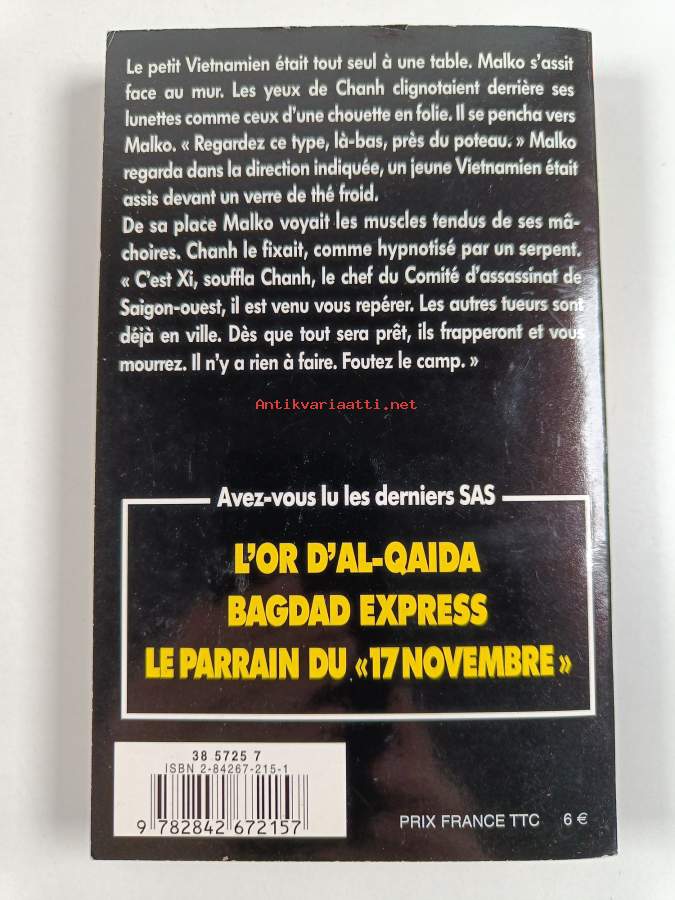 Le petit Vietnamien était tout seul à une table. Malko s'assit
face au mur. Les yeux de Chanh clignotaient derrière ses
lunettes comme ceux d'une chouette en folie. Il se pencha vers
Malko. « Regardez ce type, là-bas, près du poteau. » Malko
regarda dans la direction indiquée, un jeune Vietnamien était
assis devant un verre de thé froid.
De sa place Malko voyait les muscles tendus de ses mâ-
choires. Chanh le fixait, comme hypnotisé par un serpent.
« C'est Xi, souffla Chanh, le chef du Comité d'assassinat de
Saigon-ouest, il est venu vous repérer. Les autres tueurs sont
déjà en ville. Dès que tout sera prêt, ils frapperont et vous
mourrez. Il n'y a rien à faire. Foutez le camp. »
Antikvariaatti.net
Avez-vous lu les derniers SAS
L'OR D'AL-QAIDA
BAGDAD EXPRESS
LE PARRAIN DU «17 NOVEMBRE»
38 5725 7
ISBN 2-84267-215-1
9 782842 672157
PRIX FRANCE TTC 6 €